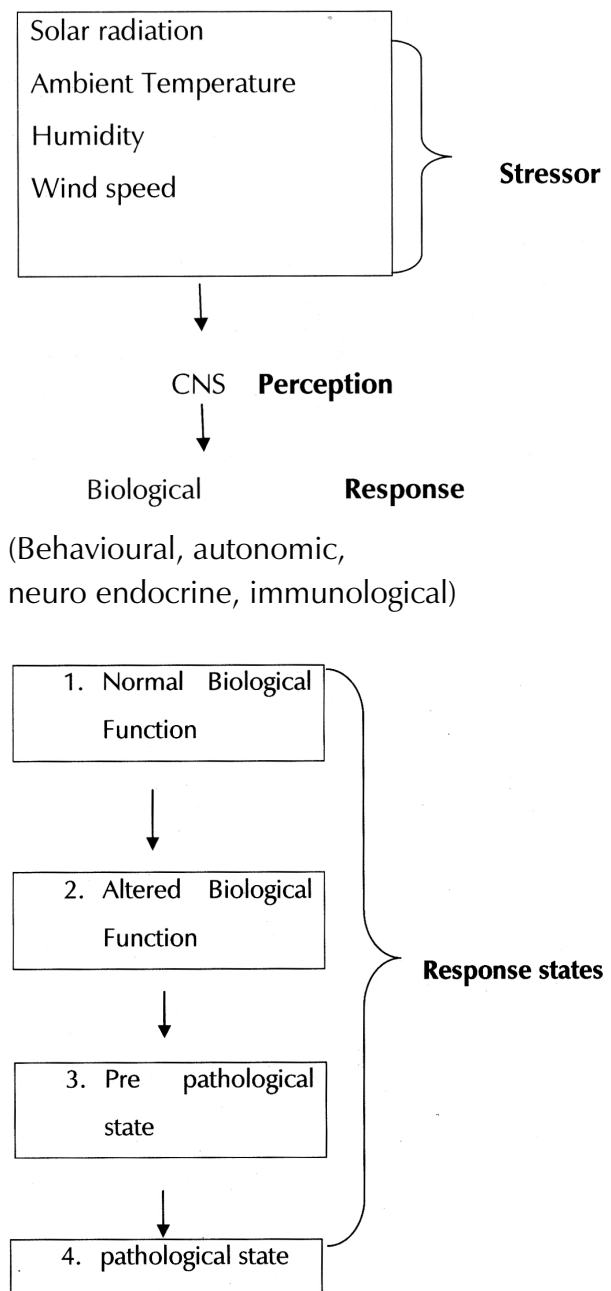 Solar radiation
Ambient Temperature
Humidity
Wind speed
Stressor
CNS Perception
Biological Response
(Behavioural, autonomic,
neuro endocrine, immunological)
1. Normal Biological
Function
2. Altered Biological
Function
Response states
3. Pre pathological
state
4. pathological state